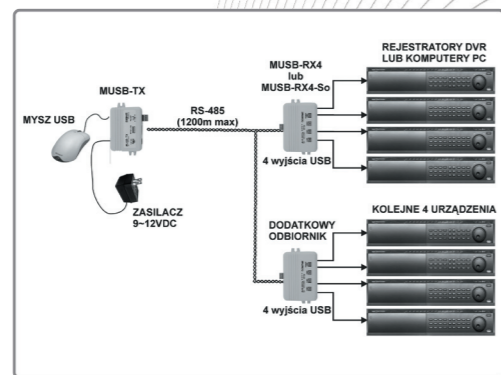 REJESTRATORY DVR
LUB KOMPUTERY PC
MUSB-RX4
lub
MUSB-RX4-So
MUSB-TX
RS-485
(1200m max)
MYSZ USB
4 wyjścia USB
ZASILACZ
9~12VDC
KOLEJNE 4 URZĄDZENIA
DODATKOWY
ODBIORNIK
4 wyjścia USB